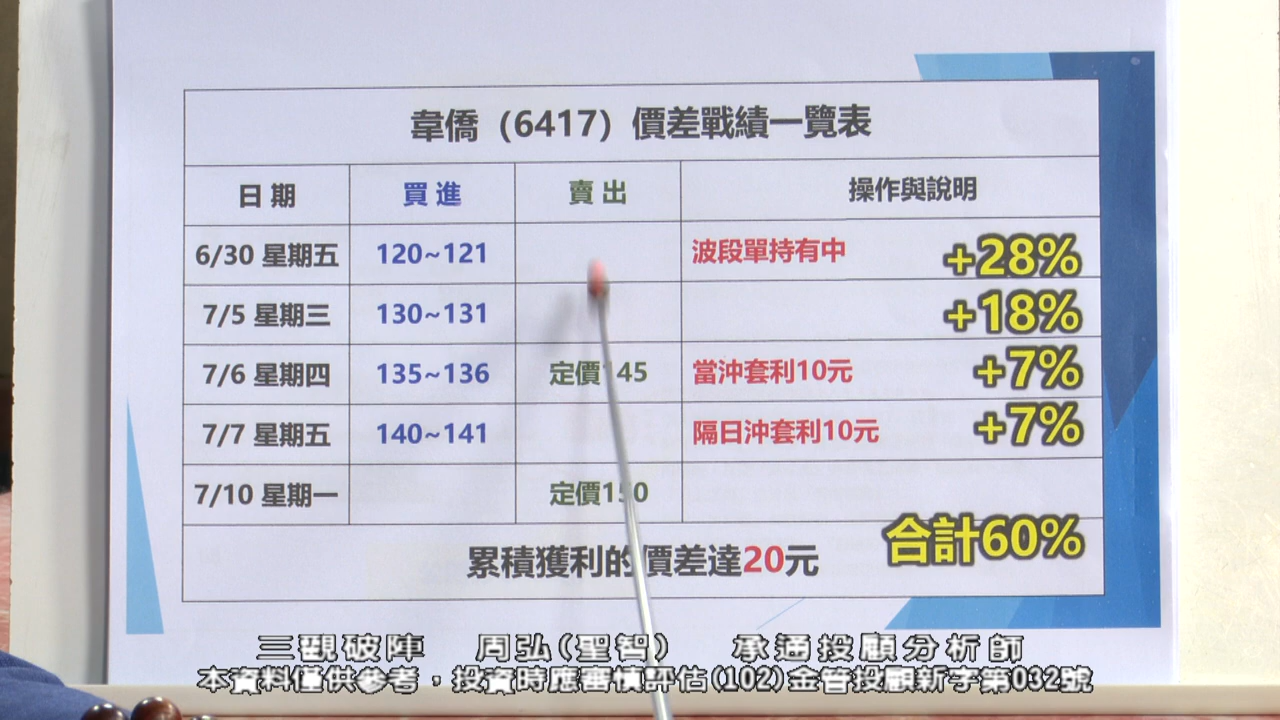 韋僑（6417）價差戰績一覽表
日期 買進 賣出 操作與說明
6/30 星期五 120~121 波段單持有中 +28%
7/5 星期三 130~131 +18%
7/6 星期四 135~136 定價145 當沖套利10元 +7%
7/7 星期五 140~141 隔日沖套利10元 +7%
7/10 星期一 定價150
合計60%
累積獲利的價差達20元
三觀破陣 周弘(聖智) 承通投顧分析師
本資料僅供參考，投資時應審慎評估(102)金管投顧新字第032號